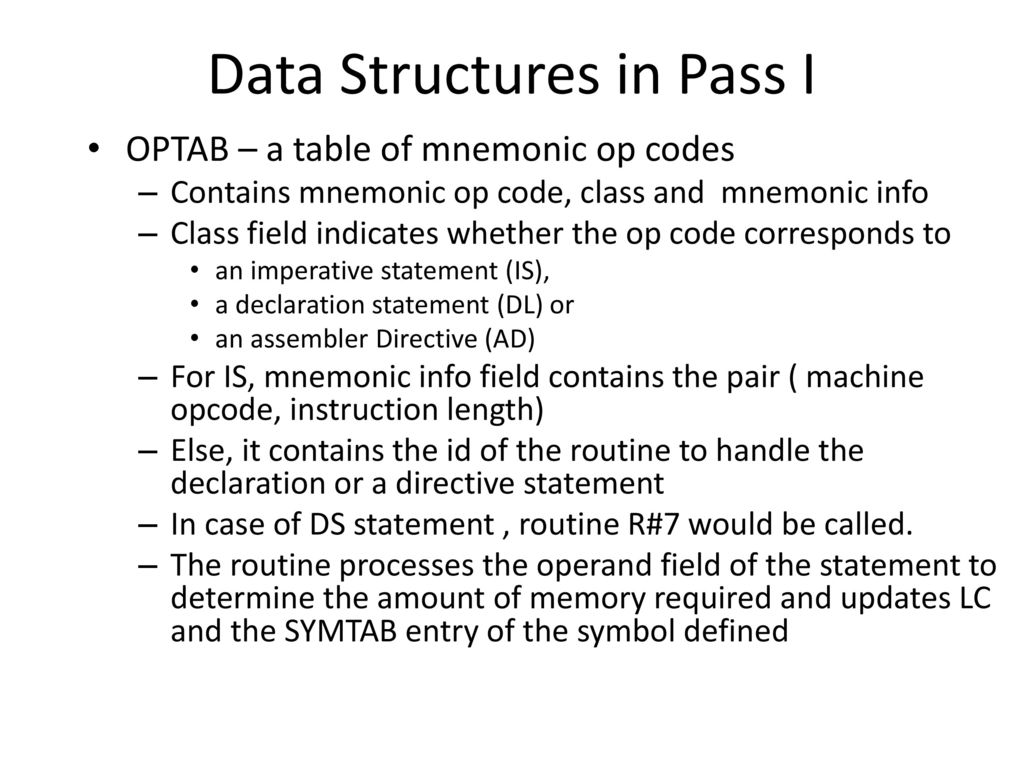 Data Structures in Pass I
• OPTAB – a table of mnemonic op codes
– Contains mnemonic op code, class and  mnemonic info
– Class field indicates whether the op code corresponds to
• an imperative statement (IS),
• a declaration statement (DL) or
• an assembler Directive (AD)
– For IS, mnemonic info field contains the pair ( machine
opcode, instruction length)
– Else, it contains the id of the routine to handle the
declaration or a directive statement
– In case of DS statement , routine R#7 would be called.
– The routine processes the operand field of the statement to
determine the amount of memory required and updates LC
and the SYMTAB entry of the symbol defined